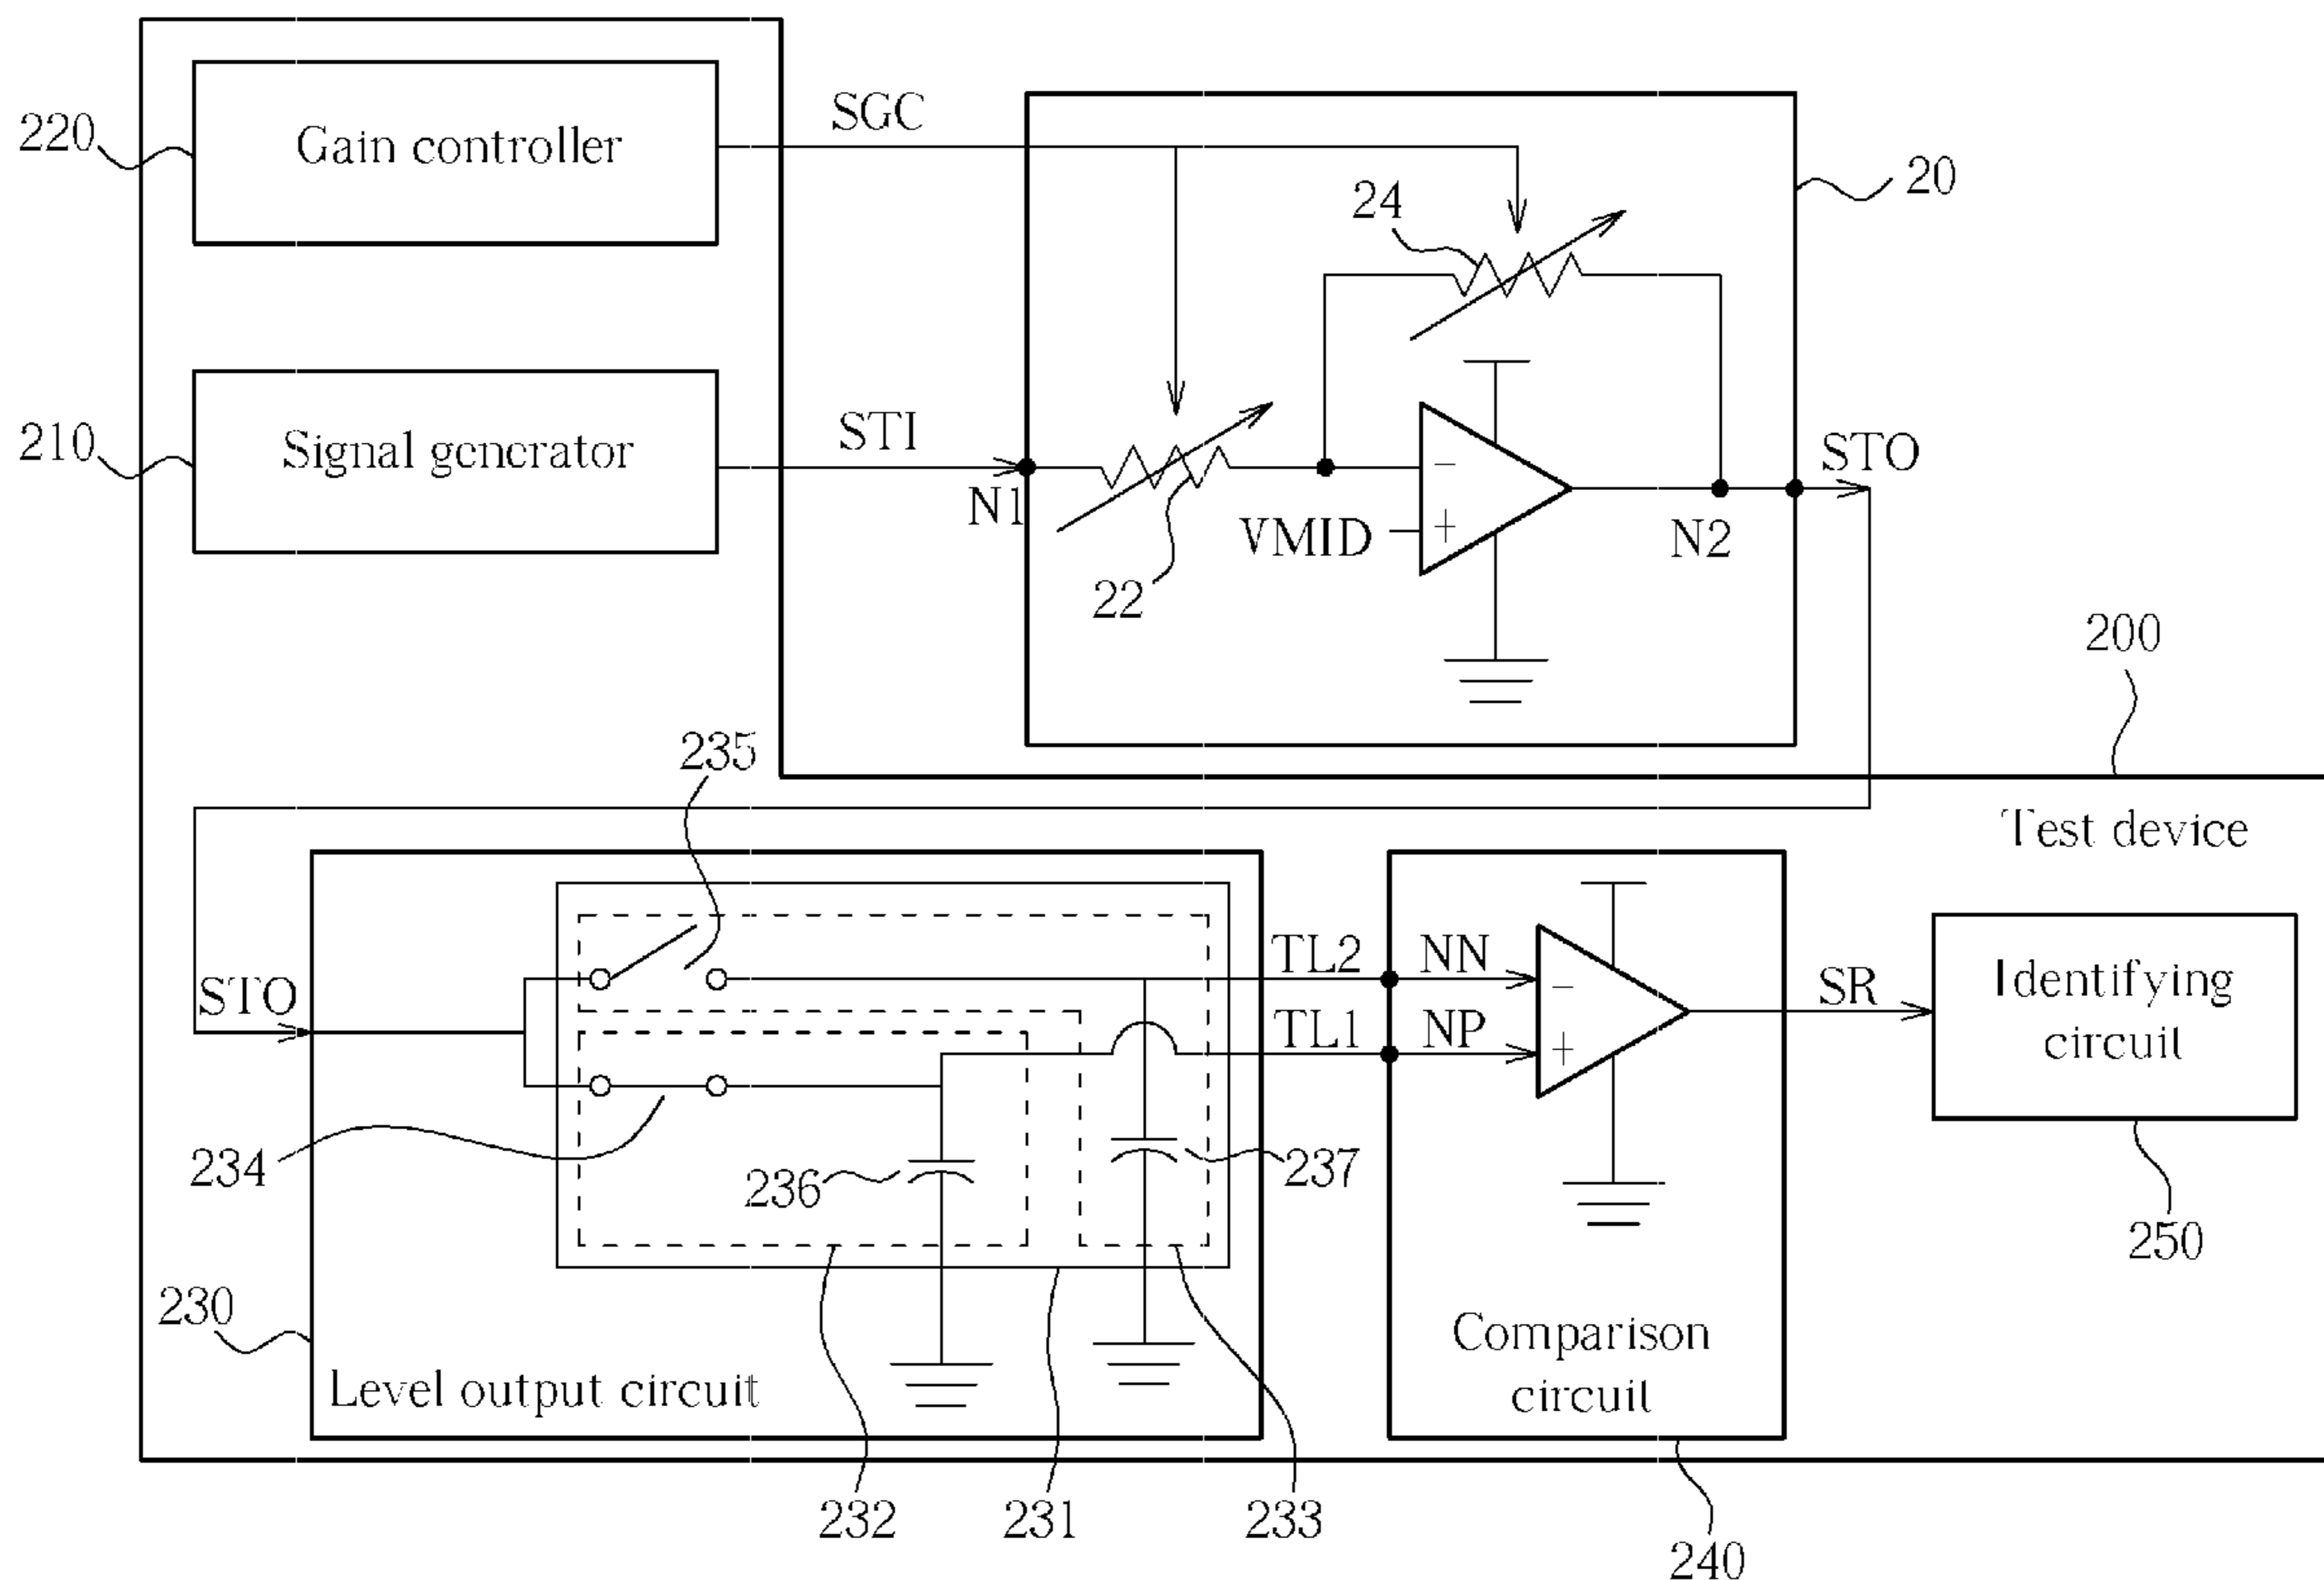 220
Gain controller
SGC
20
24
210
Signal generator
STI
N1
22
VMID
−
+
N2
STO
200
235
Test device
STO
TL2
NN
−
SR
Identifying
circuit
TL1
NP
+
234
236
237
250
230
Level output circuit
Comparison
circuit
232
231
233
240